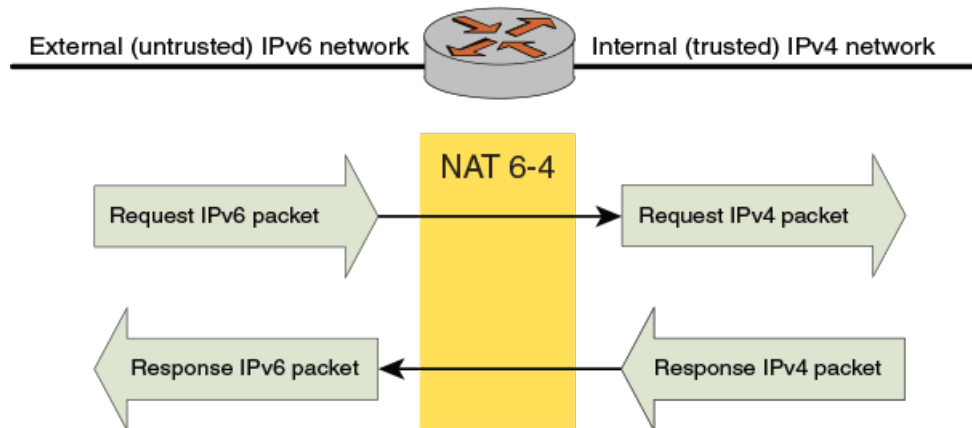 External (untrusted) IPv6 network
Internal (trusted) IPv4 network
NAT 6-4
Request IPv6 packet
Request IPv4 packet
Response IPv6 packet
Response IPv4 packet